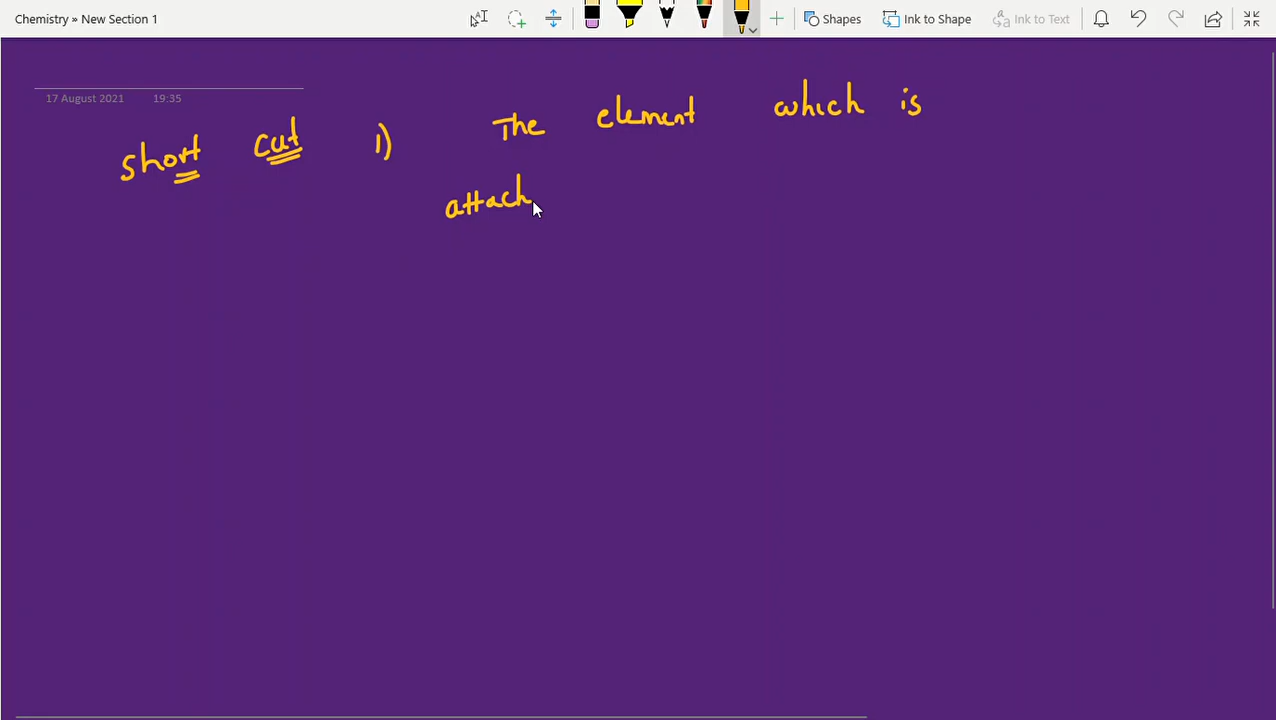 Chemistry » New Section 1
Shapes
Ink to Shape
Ink to Text
17 August 2021 19:35
short cut 1) The element which is
attach